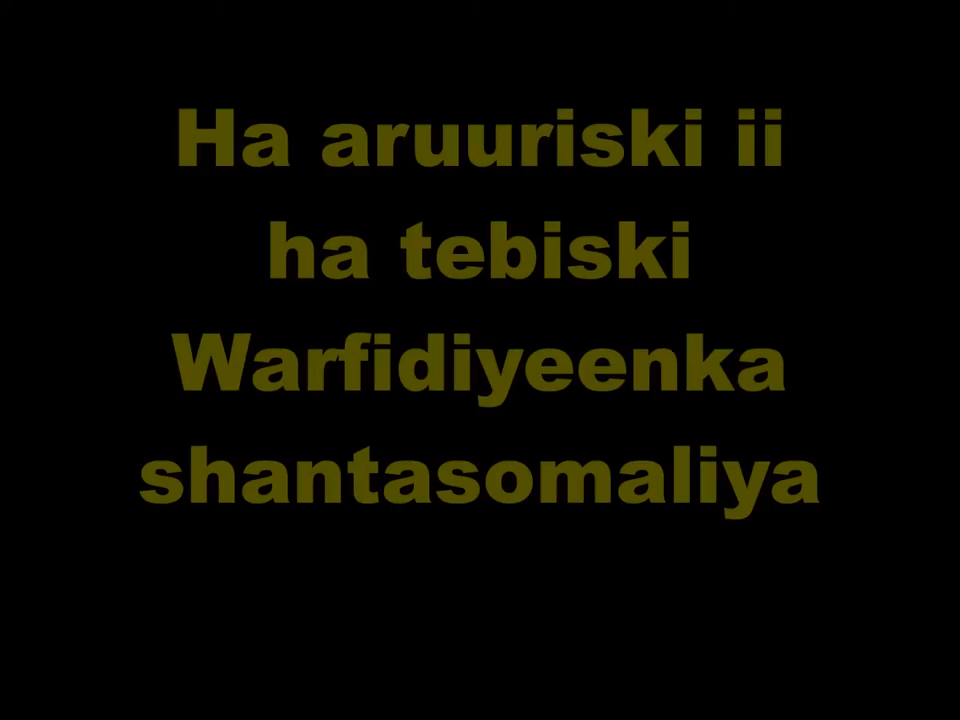 Ha aruuriski ii
ha tebiski
Warfidiyeenka
shantasomaliya